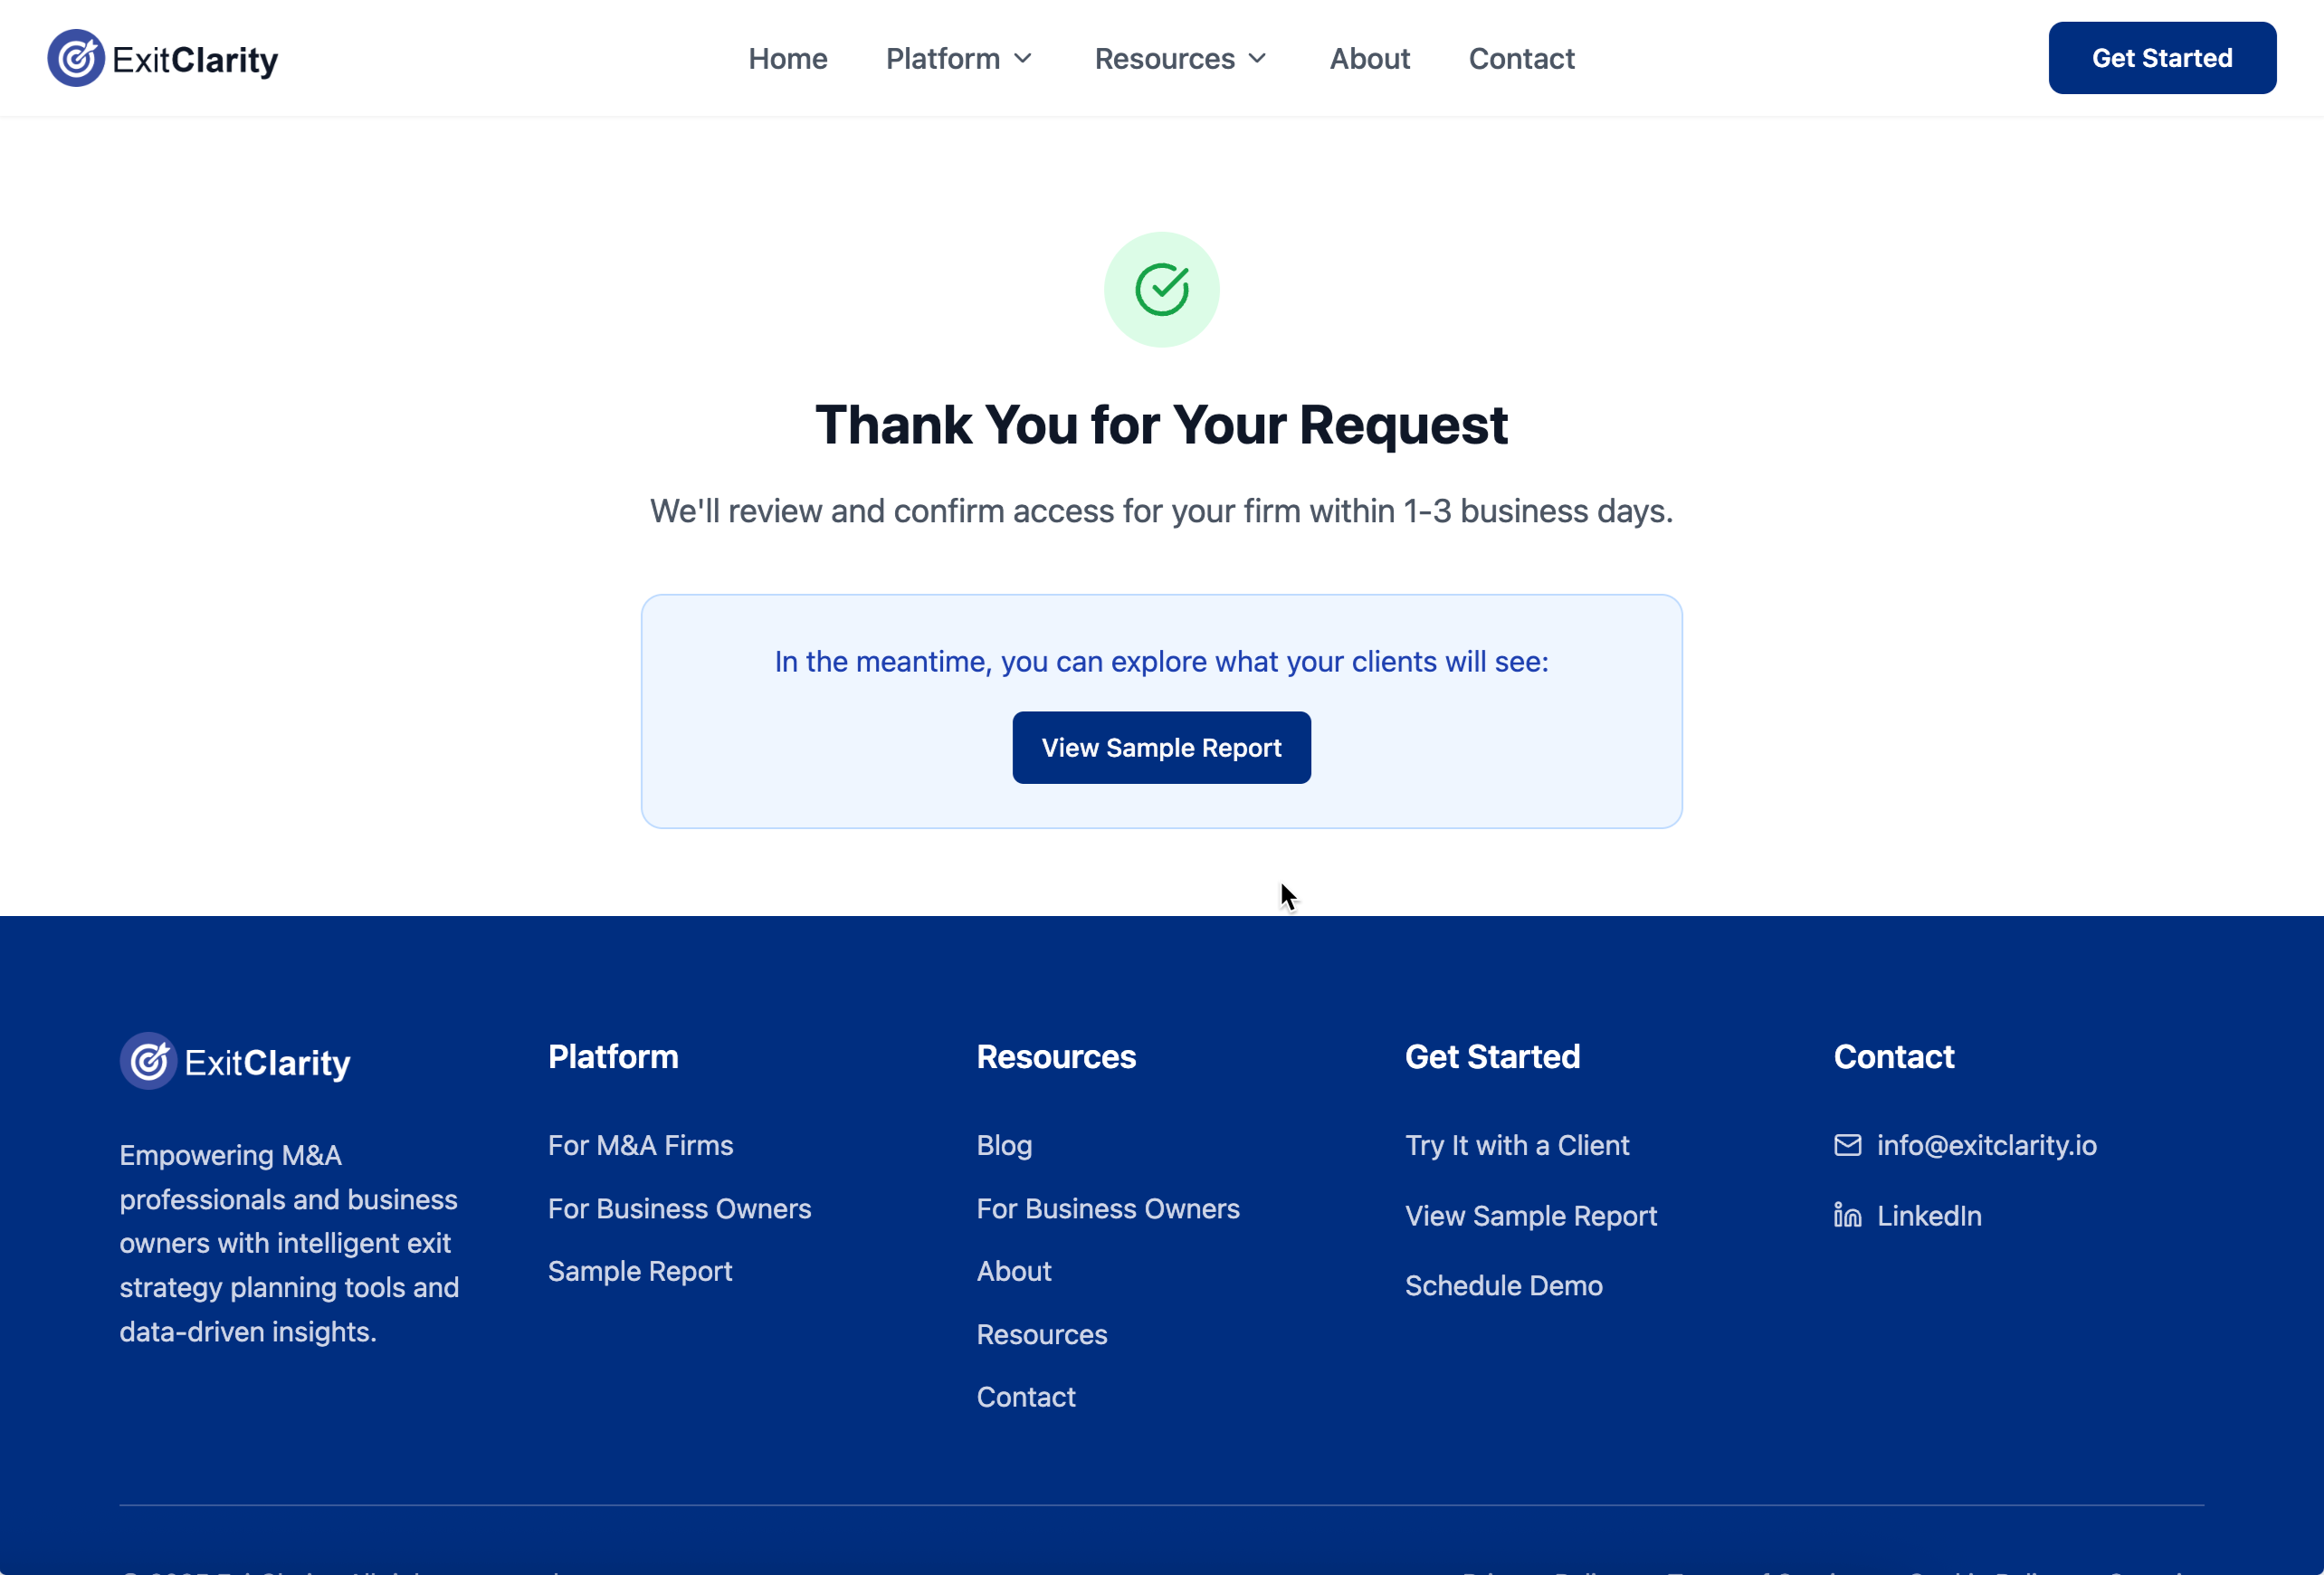 ExitClarity
Home
Platform
Resources
About
Contact
Get Started
Thank You for Your Request
We'll review and confirm access for your firm within 1-3 business days.
In the meantime, you can explore what your clients will see:
View Sample Report
ExitClarity
Empowering M&A
professionals and business
owners with intelligent exit
strategy planning tools and
data-driven insights.
Platform
For M&A Firms
For Business Owners
Sample Report
Resources
Blog
For Business Owners
About
Resources
Contact
Get Started
Try It with a Client
View Sample Report
Schedule Demo
Contact
info@exitclarity.io
LinkedIn